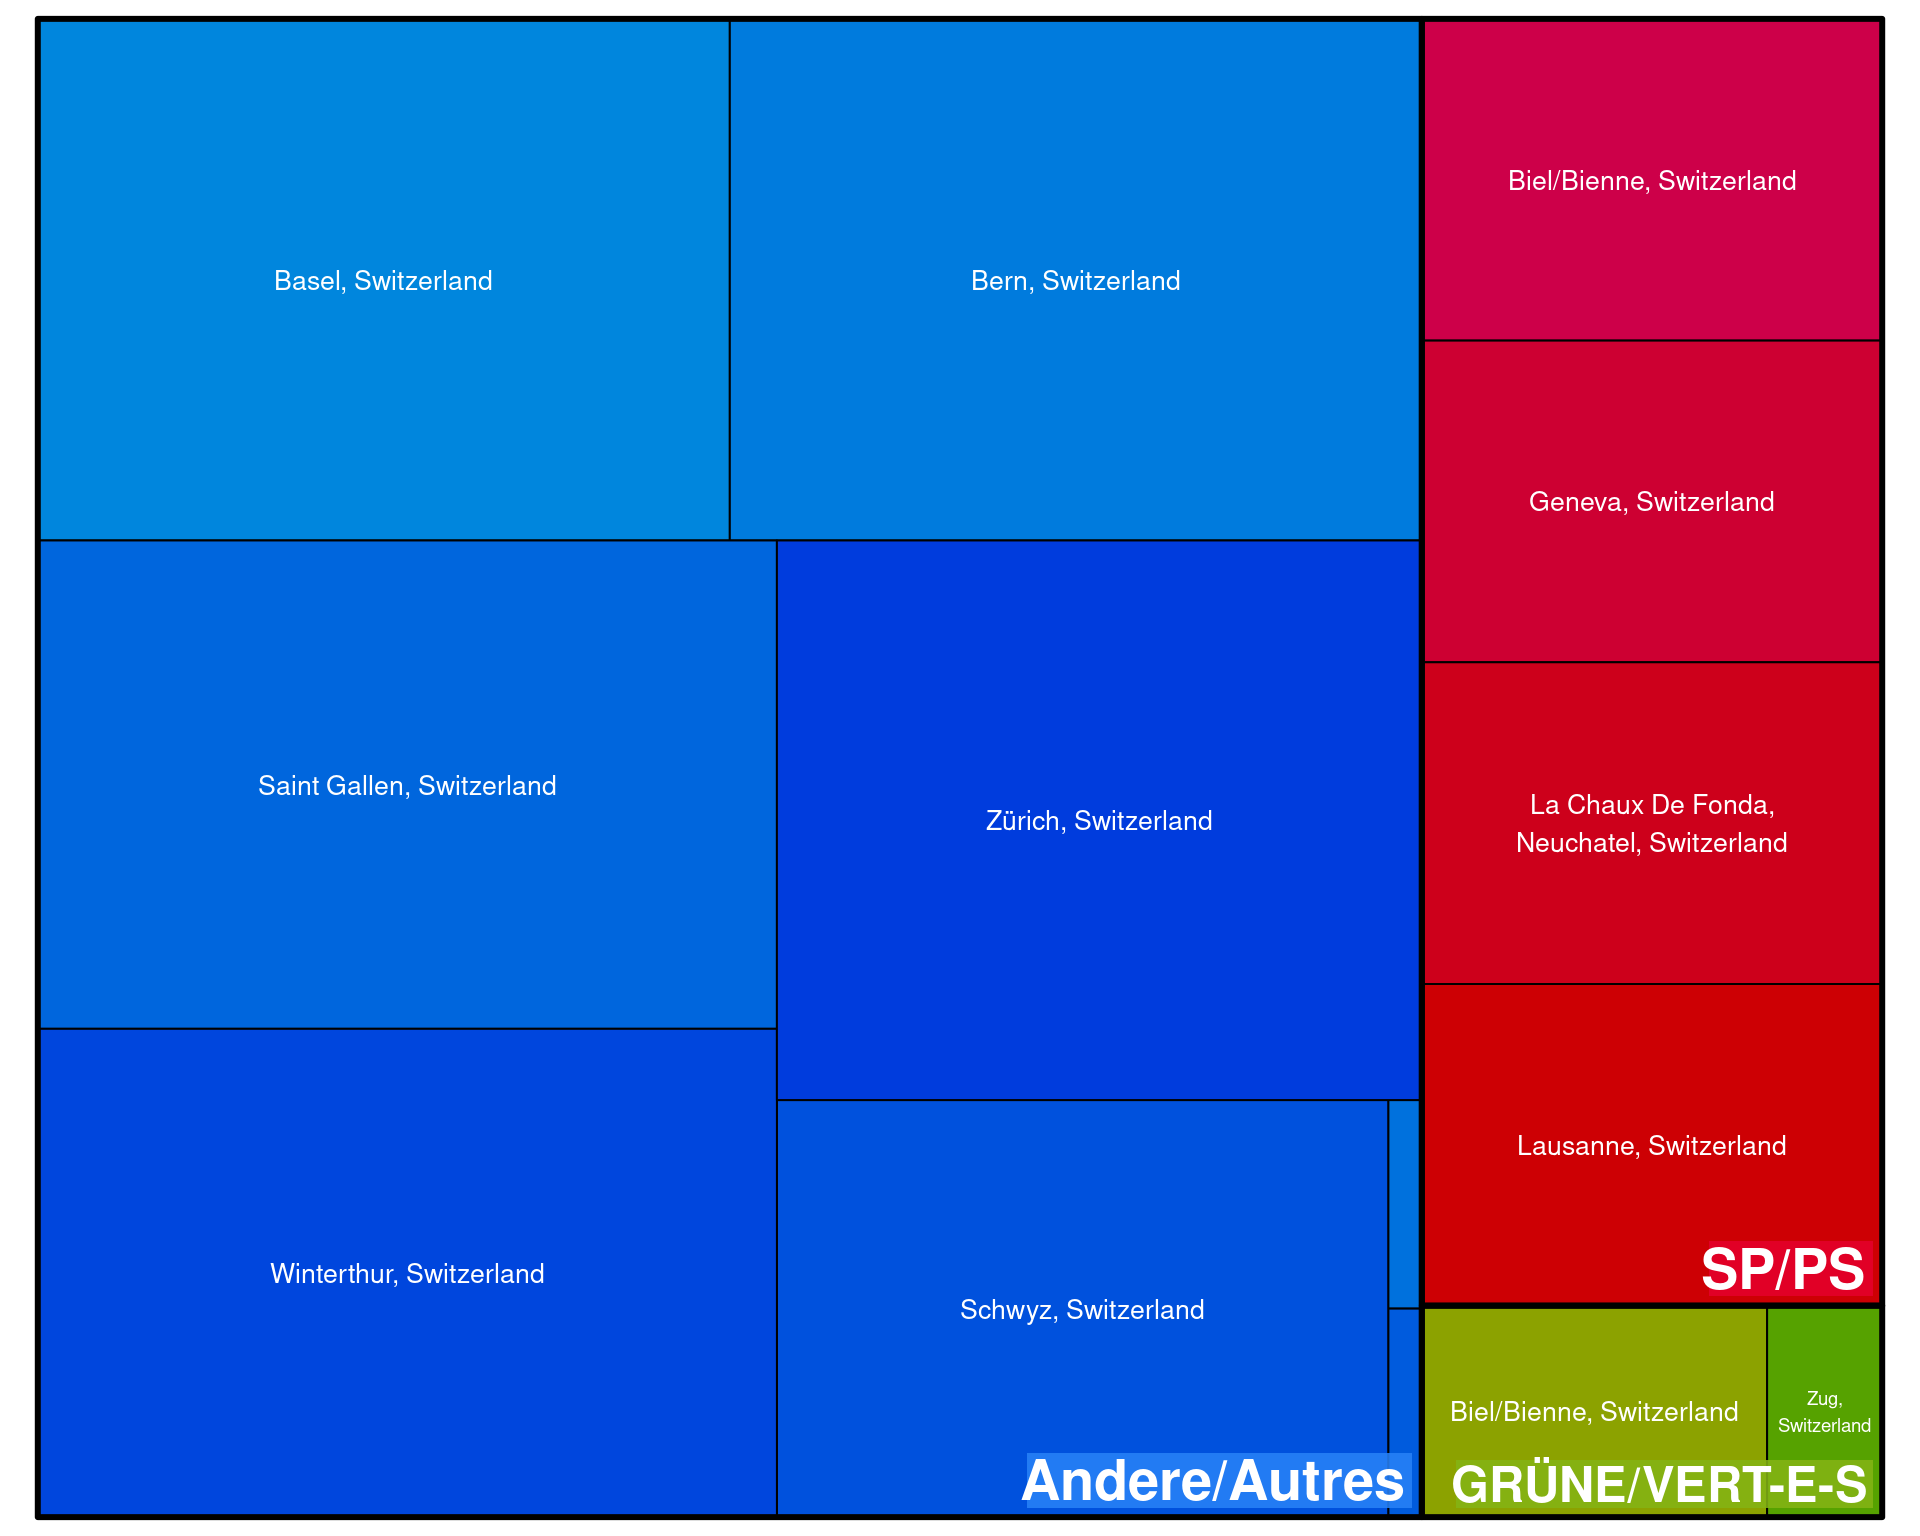 Basel, Switzerland
Bern, Switzerland
Saint Gallen, Switzerland
Zürich, Switzerland
Winterthur, Switzerland
Schwyz, Switzerland
Andere/Autres
Biel/Bienne, Switzerland
Geneva, Switzerland
La Chaux De Fonda,
Neuchatel, Switzerland
Lausanne, Switzerland
SP/PS
Biel/Bienne, Switzerland
Zug,
Switzerland
GRÜNE/VERT-E-S